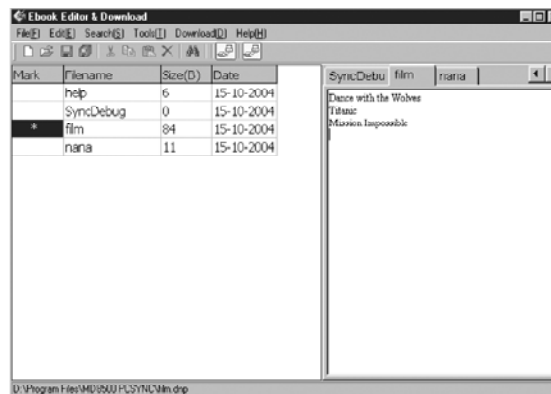 Ebook Editor & Download
File[F] Edit[E] Search[S] Tools[T] Download[D] Help[H]
Mark Filename Size(B) Date
help 6 15-10-2004
SyncDebug 0 15-10-2004
* film 84 15-10-2004
nana 11 15-10-2004
SyncDebu film nana
Dance with the Wolves
Titanic
Mission Impossible
D:\Program Files\MD8500 PCSYNC\film.dnp